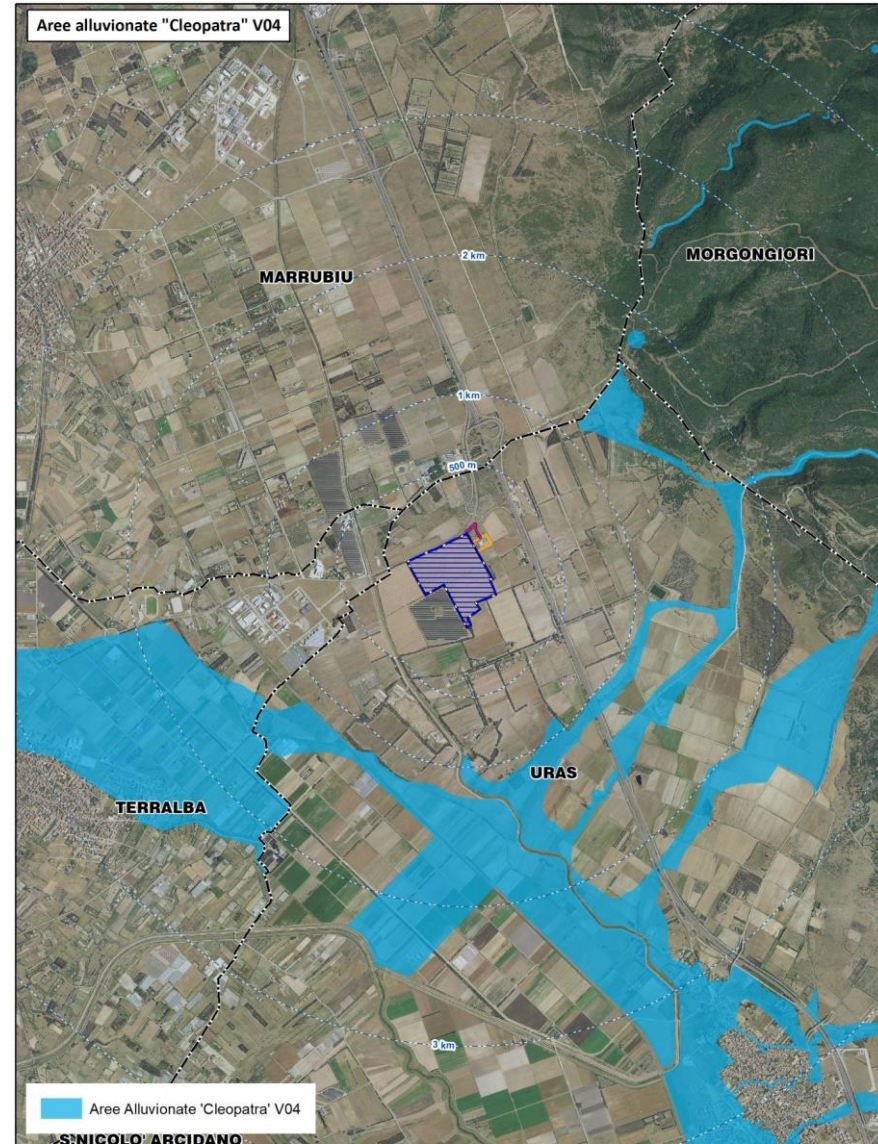 Aree alluvionate "Cleopatra" V04
2 km
MARRUBIU
MORGONGIORI
1 km
500 m
URAS
TERRALBA
3 km
Aree Alluvionate 'Cleopatra' V04
S.NICOLO' ARCIDANO